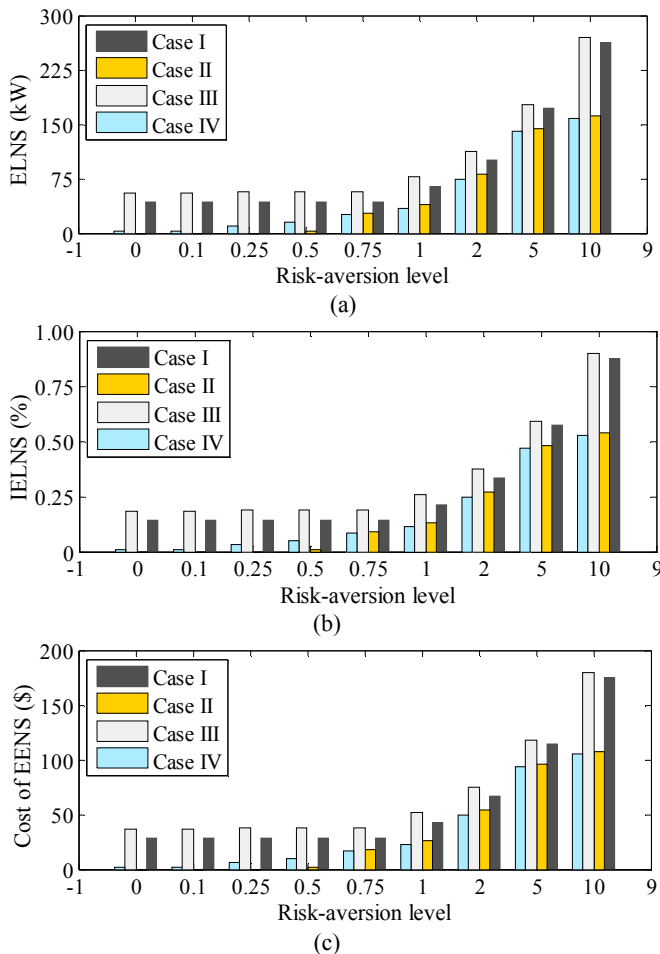 300
225
150
75
0
ELNS (kW)
Case I
Case II
Case III
Case IV
-1 0 0.1 0.25 0.5 0.75 1 2 5 10 9
Risk-aversion level
(a)
1.00
0.75
0.50
0.25
0
IELNS (%)
Case I
Case II
Case III
Case IV
-1 0 0.1 0.25 0.5 0.75 1 2 5 10 9
Risk-aversion level
(b)
200
150
100
50
0
Cost of EENS ($)
Case I
Case II
Case III
Case IV
-1 0 0.1 0.25 0.5 0.75 1 2 5 10 9
Risk-aversion level
(c)